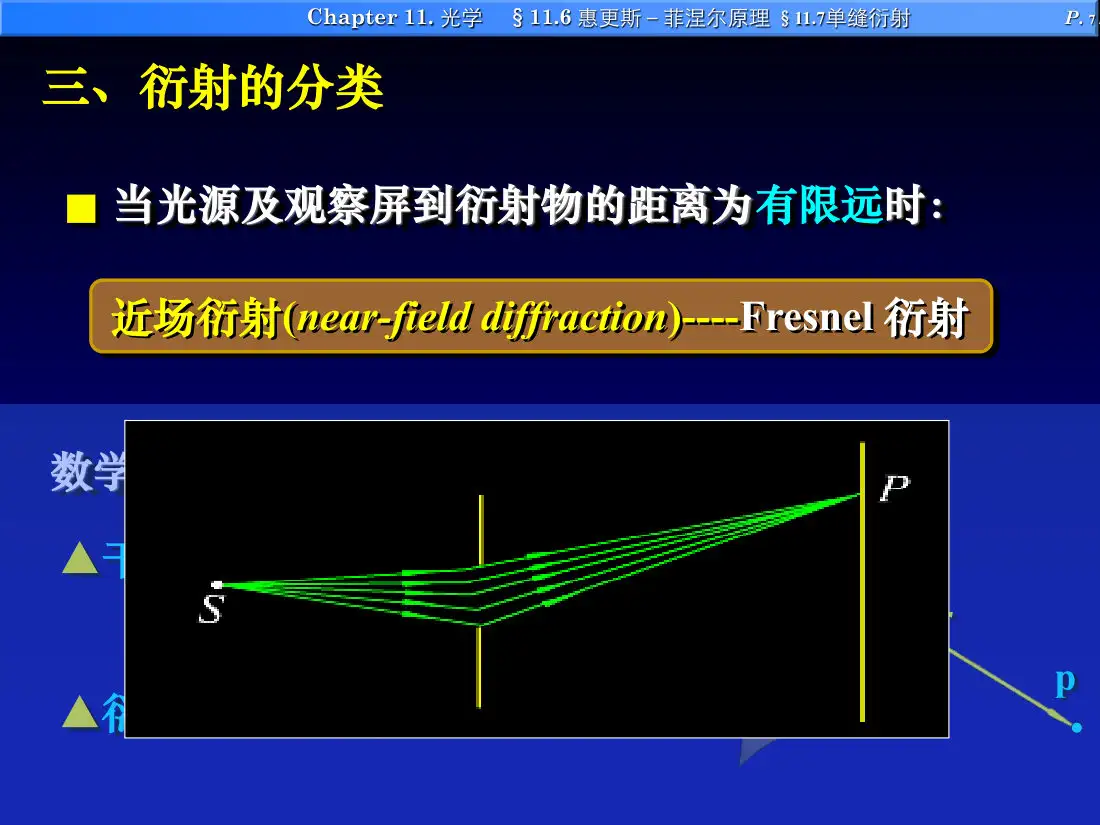 Chapter 11. 光学 § 11.6 惠更斯 – 菲涅尔原理 § 11.7单缝衍射 P. 7
三、衍射的分类
■ 当光源及观察屏到衍射物的距离为有限远时：
近场衍射(near-field diffraction)----Fresnel 衍射
数学
P
S
p